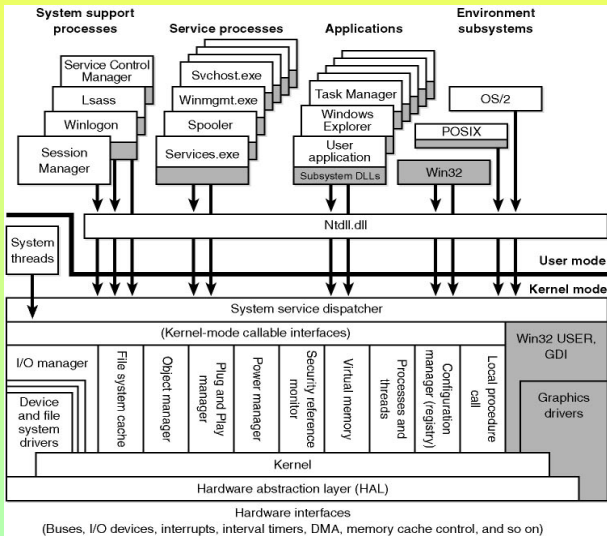 System support
processes
Service processes
Applications
Environment
subsystems
Service Control
Manager
Lsass
Winlogon
Session
Manager
Svchost.exe
Winmgmt.exe
Spooler
Services.exe
Task Manager
Windows
Explorer
User
application
Subsystem DLLs
OS/2
POSIX
Win32
Ntdll.dll
System
threads
User mode
Kernel mode
System service dispatcher
(Kernel-mode callable interfaces)
I/O manager
Device
and file
system
drivers
File system cache
Object manager
Plug and Play
manager
Power manager
Security reference
monitor
Virtual memory
Processes and
threads
Configuration
manager (registry)
Local procedure
call
Win32 USER,
GDI
Graphics
drivers
Kernel
Hardware abstraction layer (HAL)
Hardware interfaces
(Buses, I/O devices, interrupts, interval timers, DMA, memory cache control, and so on)